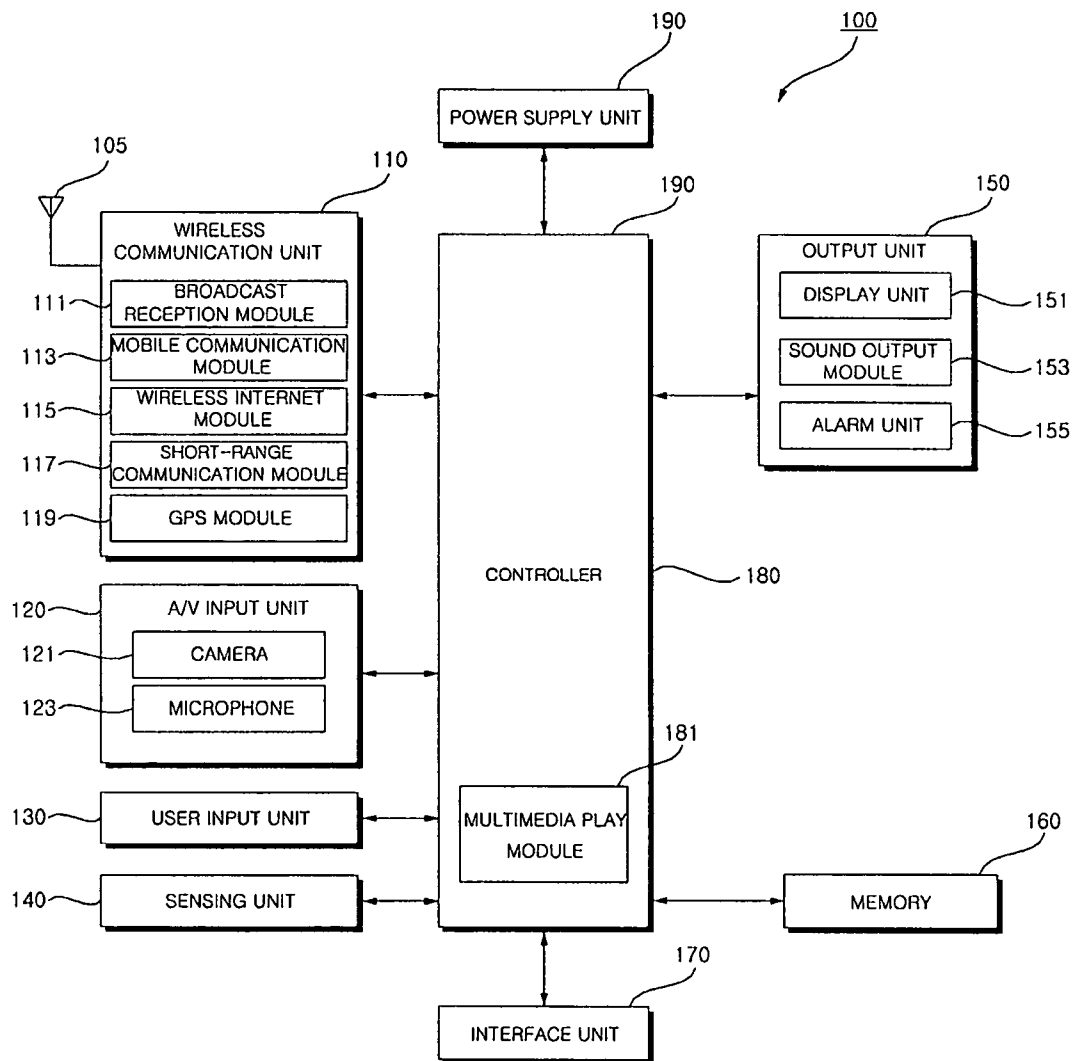 100
190
POWER SUPPLY UNIT
105
110
190
150
WIRELESS
COMMUNICATION UNIT
OUTPUT UNIT
111
BROADCAST
RECEPTION MODULE
DISPLAY UNIT
151
113
MOBILE COMMUNICATION
MODULE
SOUND OUTPUT
MODULE
153
115
WIRELESS INTERNET
MODULE
ALARM UNIT
155
117
SHORT-RANGE
COMMUNICATION MODULE
119
GPS MODULE
CONTROLLER
180
120
A/V INPUT UNIT
121
CAMERA
123
MICROPHONE
181
MULTIMEDIA PLAY
MODULE
130
USER INPUT UNIT
160
140
SENSING UNIT
MEMORY
170
INTERFACE UNIT